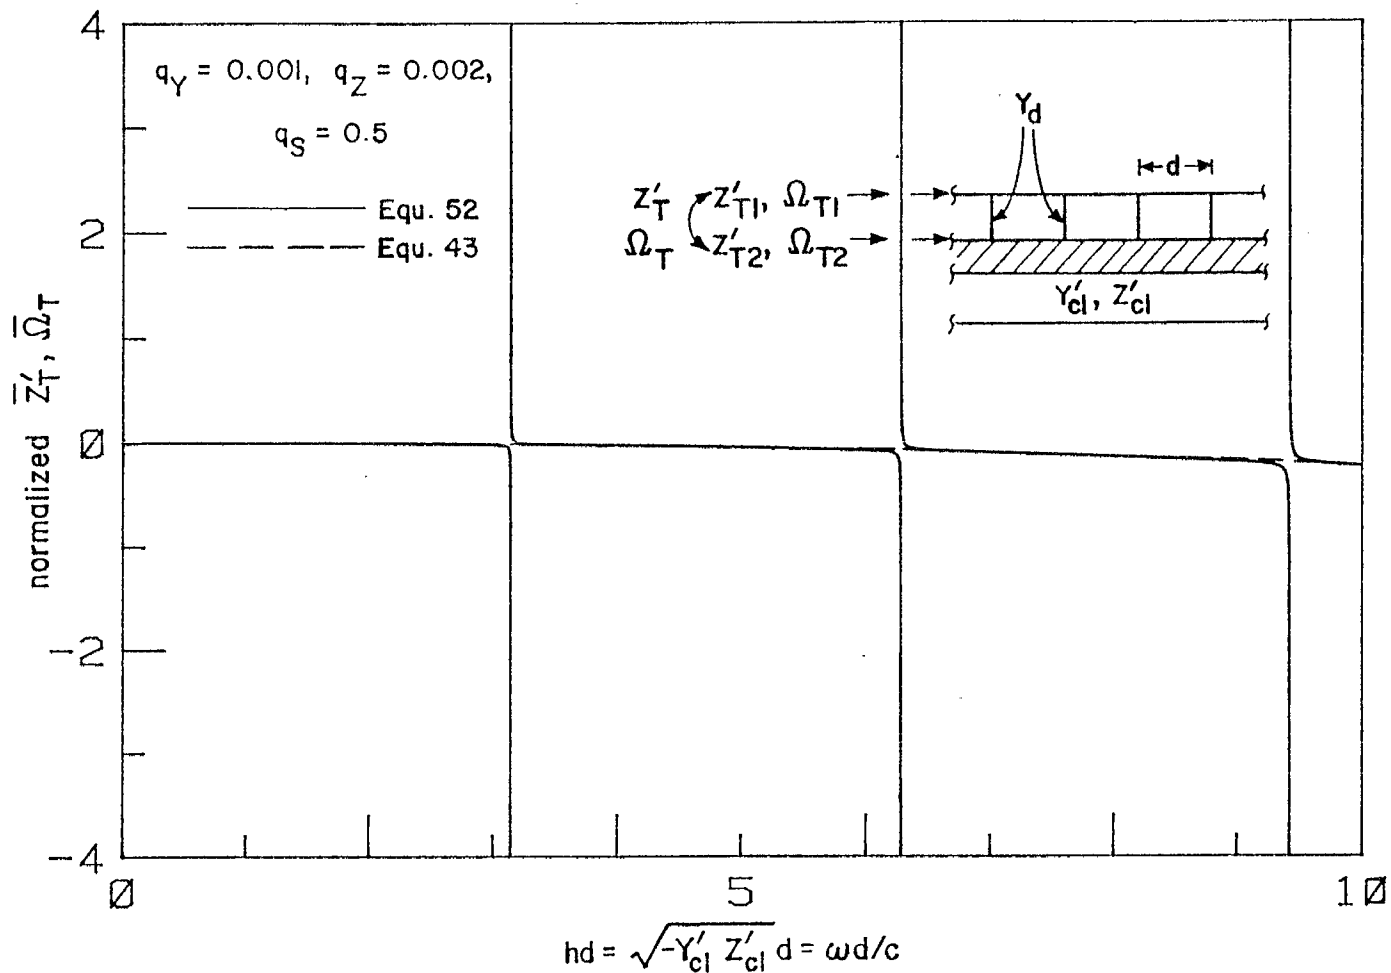 4
q_Y = 0.001, q_Z = 0.002,
q_S = 0.5
Equ. 52
Equ. 43
2
0
-2
-4
normalized Z̅'_T, Ω̅_T
Z'_T
Z'_T1, Ω_T1
Ω_T
Z'_T2, Ω_T2
Y_d
d
Y'_cl, Z'_cl
0
5
10
hd = √-Y'_cl Z'_cl d = ωd/c